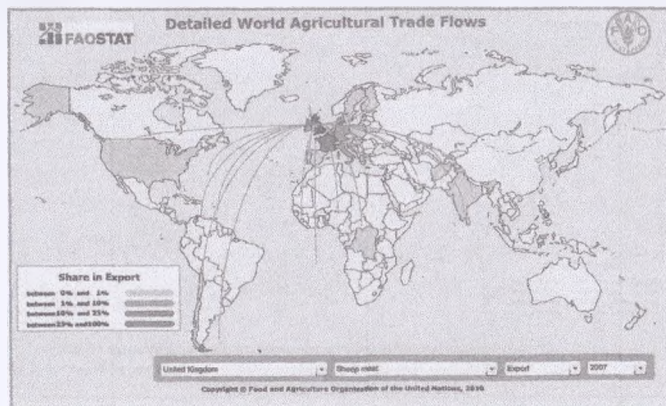 Detailed World Agricultural Trade Flows
FAOSTAT
FAO
Share in Export
between 0% and 1%
between 1% and 10%
between 10% and 25%
between 25% and 100%
United Kingdom
Sheep meat
Export
2007
Copyright © Food and Agriculture Organization of the United Nations, 2010